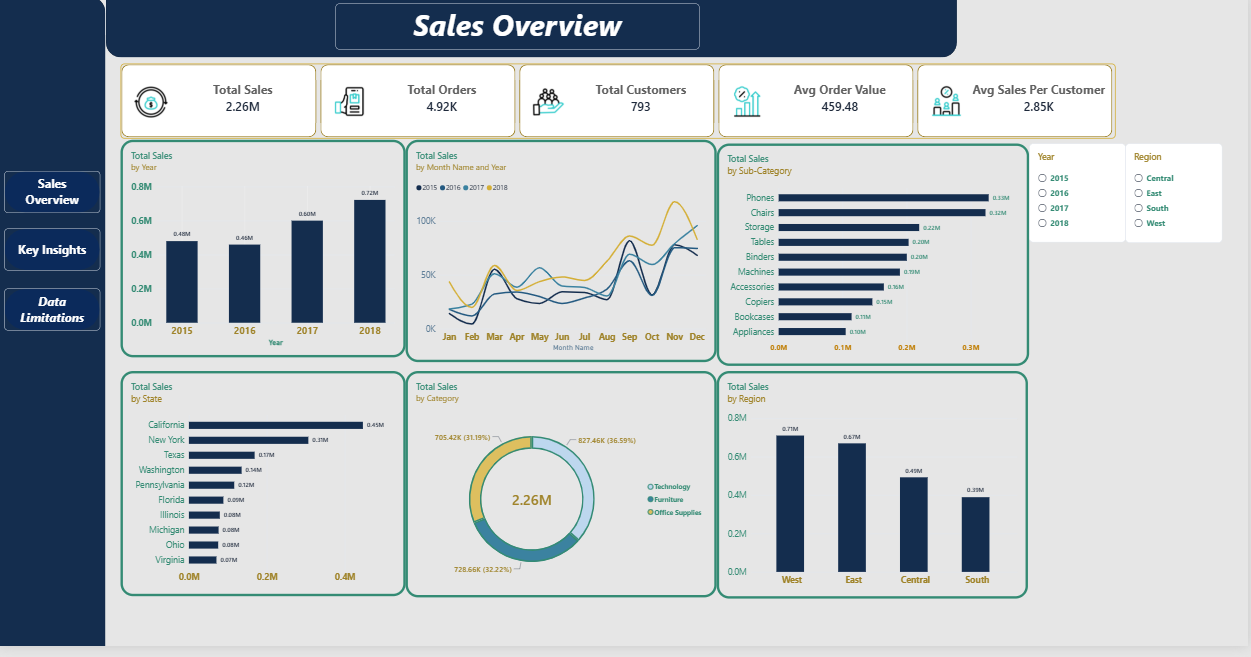 Sales Overview
Sales
Overview
Key Insights
Data
Limitations
Total Sales
2.26M
Total Orders
4.92K
Total Customers
793
Avg Order Value
459.48
Avg Sales Per Customer
2.85K
Total Sales
by Year
0.8M
0.6M
0.4M
0.2M
0.0M
0.48M
0.46M
0.60M
0.72M
2015 2016 2017 2018
Year
Total Sales
by Month Name and Year
2015 2016 2017 2018
100K
50K
0K
Jan Feb Mar Apr May Jun Jul Aug Sep Oct Nov Dec
Month Name
Total Sales
by Sub-Category
Phones 0.33M
Chairs 0.32M
Storage 0.22M
Tables 0.20M
Binders 0.20M
Machines 0.19M
Accessories 0.16M
Copiers 0.15M
Bookcases 0.11M
Appliances 0.10M
0.0M 0.1M 0.2M 0.3M
Year
2015
2016
2017
2018
Region
Central
East
South
West
Total Sales
by State
California 0.45M
New York 0.31M
Texas 0.17M
Washington 0.14M
Pennsylvania 0.12M
Florida 0.09M
Illinois 0.08M
Michigan 0.08M
Ohio 0.08M
Virginia 0.07M
0.0M 0.2M 0.4M
Total Sales
by Category
705.42K (31.19%)
827.46K (36.59%)
2.26M
728.66K (32.22%)
Technology
Furniture
Office Supplies
Total Sales
by Region
0.8M
0.6M
0.4M
0.2M
0.0M
0.71M
0.67M
0.49M
0.39M
West East Central South